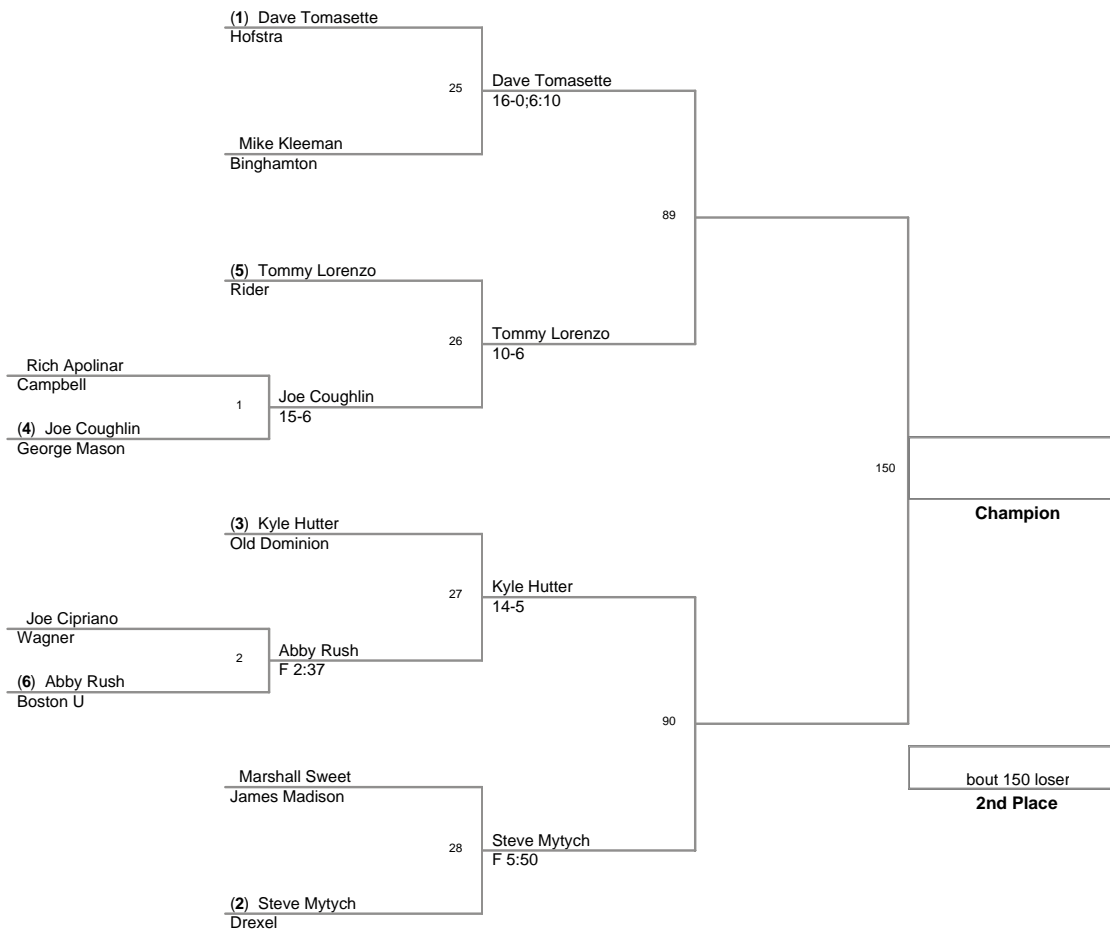 (1) Dave Tomasette
Hofstra
25
Dave Tomasette
16-0;6:10
Mike Kleeman
Binghamton
89
(5) Tommy Lorenzo
Rider
26
Tommy Lorenzo
10-6
Rich Apolinar
Campbell
1
Joe Coughlin
15-6
(4) Joe Coughlin
George Mason
150
Champion
(3) Kyle Hutter
Old Dominion
27
Kyle Hutter
14-5
Joe Cipriano
Wagner
2
Abby Rush
F 2:37
(6) Abby Rush
Boston U
90
Marshall Sweet
James Madison
bout 150 loser
2nd Place
28
Steve Mytych
F 5:50
(2) Steve Mytych
Drexel